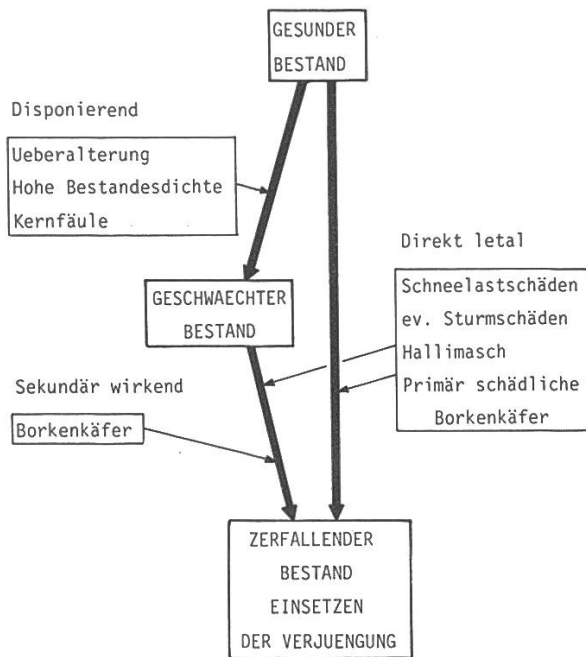 GESUNDER
BESTAND
Disponierend
Ueberalterung
Hohe Bestandesdichte
Kernfäule
Direkt letal
Schneelastschäden
ev. Sturmschäden
Hallimasch
Primär schädliche
Borkenkäfer
GESCHWAECHTER
BESTAND
Sekundär wirkend
Borkenkäfer
ZERFALLENDER
BESTAND
EINSETZEN
DER VERJUENGUNG